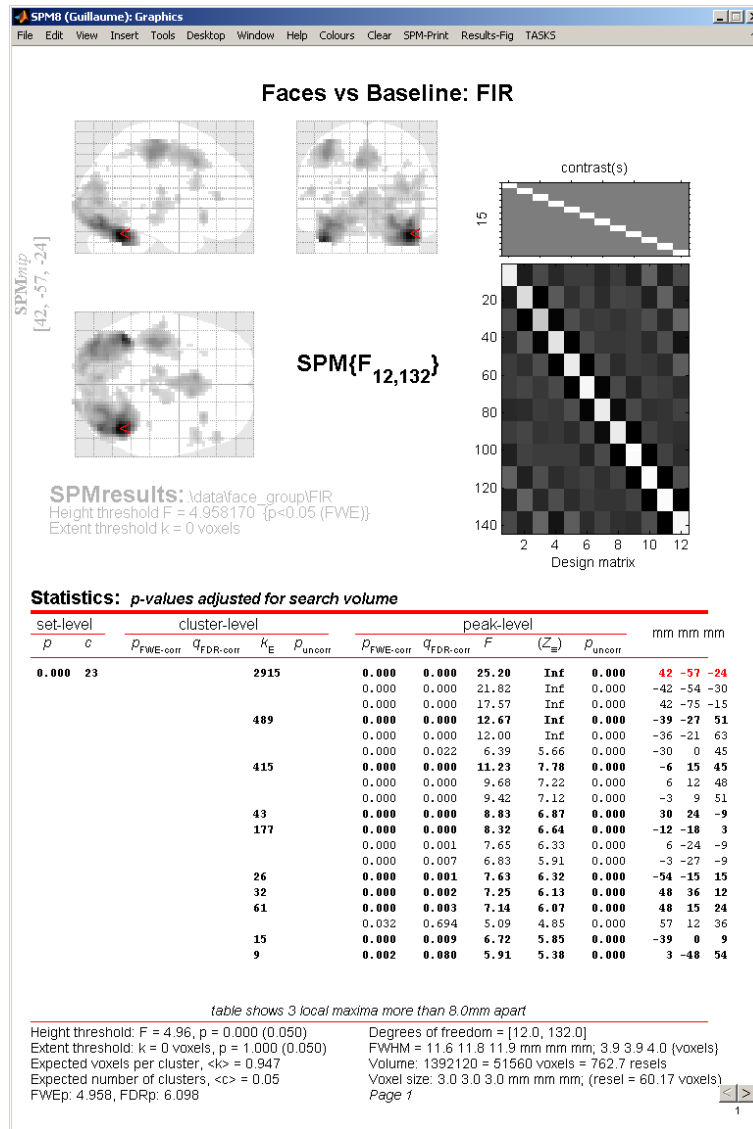 SPM8 (Guillaume): Graphics
File Edit View Insert Tools Desktop Window Help Colours Clear SPM-Print Results-Fig TASKS
Faces vs Baseline: FIR
contrast(s)
15
SPMmip
[42, -57, -24]
<
<
<
SPM{F12,132}
20
40
60
80
100
120
140
2 4 6 8 10 12
Design matrix
SPMresults: .\data\face_group\FIR
Height threshold F = 4.958170 {p<0.05 (FWE)}
Extent threshold k = 0 voxels
Statistics: p-values adjusted for search volume
set-level cluster-level peak-level mm mm mm
p c pFWE-corr qFDR-corr kE puncorr pFWE-corr qFDR-corr F (Z≡) puncorr
0.000 23 2915 0.000 0.000 25.20 Inf 0.000 42 -57 -24
0.000 0.000 21.82 Inf 0.000 -42 -54 -30
0.000 0.000 17.57 Inf 0.000 42 -75 -15
489 0.000 0.000 12.67 Inf 0.000 -39 -27 51
0.000 0.000 12.00 Inf 0.000 -36 -21 63
0.000 0.022 6.39 5.66 0.000 -30 0 45
415 0.000 0.000 11.23 7.78 0.000 -6 15 45
0.000 0.000 9.68 7.22 0.000 6 12 48
0.000 0.000 9.42 7.12 0.000 -3 9 51
43 0.000 0.000 8.83 6.87 0.000 30 24 -9
177 0.000 0.000 8.32 6.64 0.000 -12 -18 3
0.000 0.001 7.65 6.33 0.000 6 -24 -9
0.000 0.007 6.83 5.91 0.000 -3 -27 -9
26 0.000 0.001 7.63 6.32 0.000 -54 -15 15
32 0.000 0.002 7.25 6.13 0.000 48 36 12
61 0.000 0.003 7.14 6.07 0.000 48 15 24
0.032 0.694 5.09 4.85 0.000 57 12 36
15 0.000 0.009 6.72 5.85 0.000 -39 0 9
9 0.002 0.080 5.91 5.38 0.000 3 -48 54
table shows 3 local maxima more than 8.0mm apart
Height threshold: F = 4.96, p = 0.000 (0.050)
Extent threshold: k = 0 voxels, p = 1.000 (0.050)
Expected voxels per cluster, <k> = 0.947
Expected number of clusters, <c> = 0.05
FWEp: 4.958, FDRp: 6.098
Degrees of freedom = [12.0, 132.0]
FWHM = 11.6 11.8 11.9 mm mm mm; 3.9 3.9 4.0 {voxels}
Volume: 1392120 = 51560 voxels = 762.7 resels
Voxel size: 3.0 3.0 3.0 mm mm mm; (resel = 60.17 voxels)
Page 1
< >
1